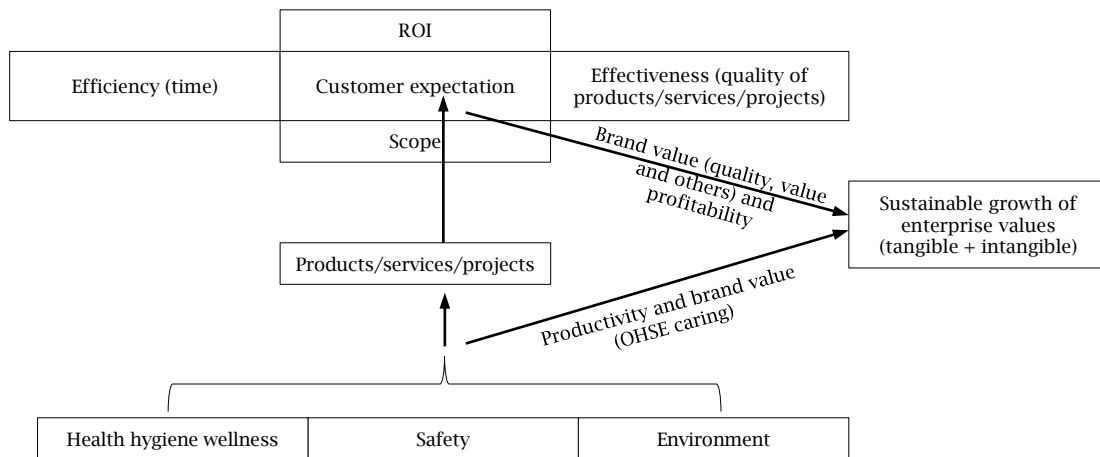 ROI
Efficiency (time)
Customer expectation
Effectiveness (quality of
products/services/projects)
Scope
Brand value (quality, value
and others) and
profitability
Sustainable growth of
enterprise values
(tangible + intangible)
Products/services/projects
Productivity and brand value
(OHSE caring)
Health hygiene wellness
Safety
Environment